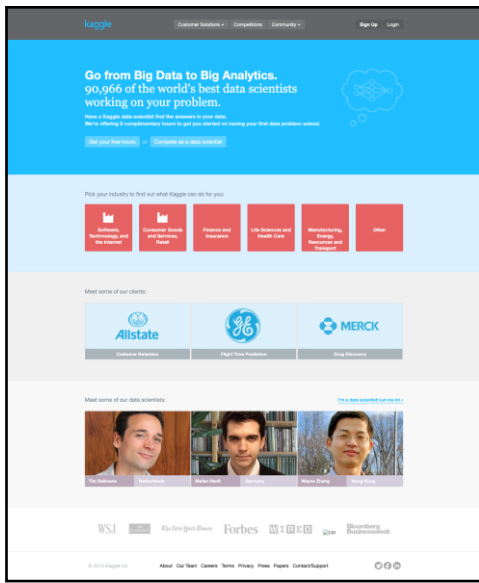 kaggle
Customer Solutions ▾ Competitions Community ▾
Sign Up Login
Go from Big Data to Big Analytics.
90,966 of the world's best data scientists
working on your problem.
Have a Kaggle data scientist find the answers in your data.
We're offering 5 complimentary hours to get you started on having your first data problem solved.
Get your free hours or Compete as a data scientist
Pick your industry to find out what Kaggle can do for you:
Software, Technology, and the Internet
Consumer Goods and Services, Retail
Finance and Insurance
Life Sciences and Health Care
Manufacturing, Energy, Resources and Transport
Other
Meet some of our clients:
Allstate
GE
MERCK
Customer Retention
Flight Time Prediction
Drug Discovery
Meet some of our data scientists:
I'm a data scientist! Let me in! »
Netherlands
Germany
Wayne Zhang
Hong Kong
WSJ
The New York Times
Forbes
WIRED
Bloomberg
Businessweek
Kaggle Inc
About Our Team Careers Terms Privacy Press Papers Contact/Support